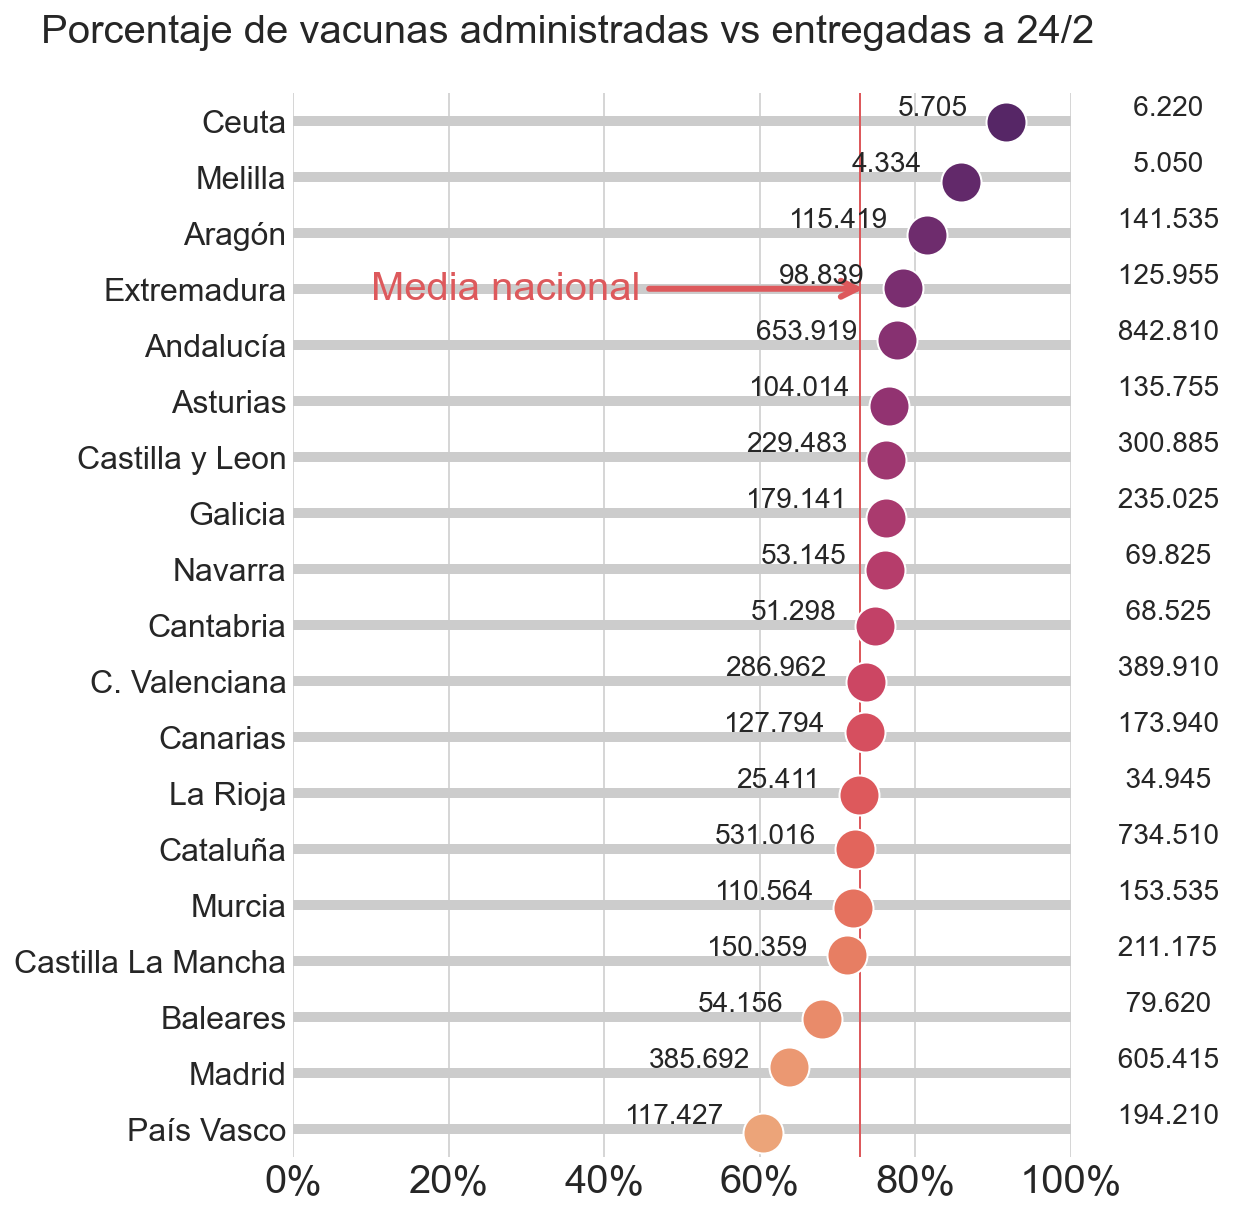 Porcentaje de vacunas administradas vs entregadas a 24/2
Ceuta 5.705 6.220
Melilla 4.334 5.050
Aragón 115.419 141.535
Extremadura Media nacional 98.839 125.955
Andalucía 653.919 842.810
Asturias 104.014 135.755
Castilla y Leon 229.483 300.885
Galicia 179.141 235.025
Navarra 53.145 69.825
Cantabria 51.298 68.525
C. Valenciana 286.962 389.910
Canarias 127.794 173.940
La Rioja 25.411 34.945
Cataluña 531.016 734.510
Murcia 110.564 153.535
Castilla La Mancha 150.359 211.175
Baleares 54.156 79.620
Madrid 385.692 605.415
País Vasco 117.427 194.210
0% 20% 40% 60% 80% 100%